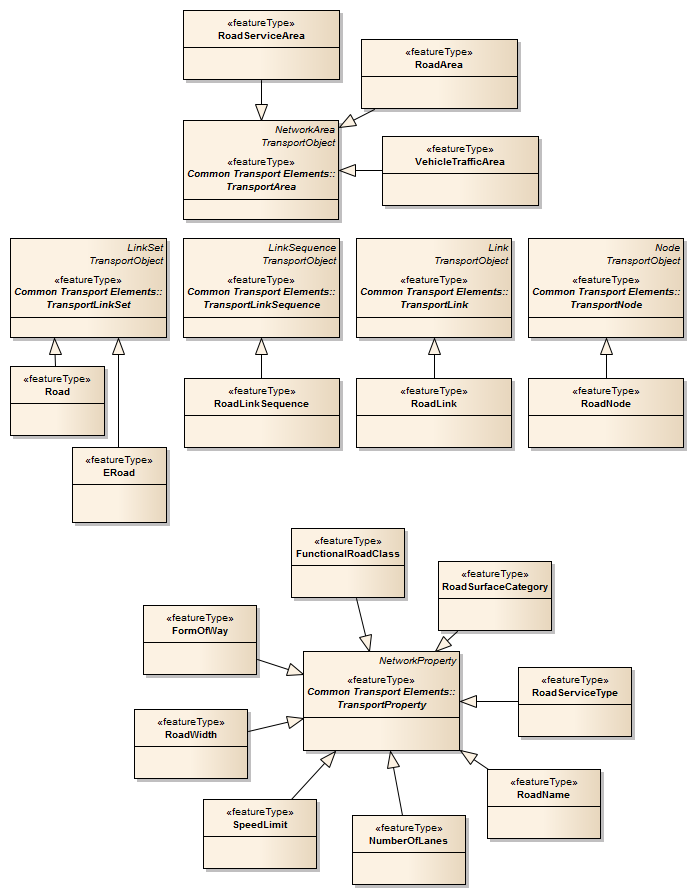 «featureType»
RoadServiceArea
«featureType»
RoadArea
NetworkArea
TransportObject
«featureType»
Common Transport Elements::
TransportArea
«featureType»
VehicleTrafficArea
LinkSet
TransportObject
«featureType»
Common Transport Elements::
TransportLinkSet
LinkSequence
TransportObject
«featureType»
Common Transport Elements::
TransportLinkSequence
Link
TransportObject
«featureType»
Common Transport Elements::
TransportLink
Node
TransportObject
«featureType»
Common Transport Elements::
TransportNode
«featureType»
Road
«featureType»
RoadLinkSequence
«featureType»
RoadLink
«featureType»
RoadNode
«featureType»
ERoad
«featureType»
FunctionalRoadClass
«featureType»
RoadSurfaceCategory
«featureType»
FormOfWay
NetworkProperty
«featureType»
Common Transport Elements::
TransportProperty
«featureType»
RoadServiceType
«featureType»
RoadWidth
«featureType»
RoadName
«featureType»
SpeedLimit
«featureType»
NumberOfLanes